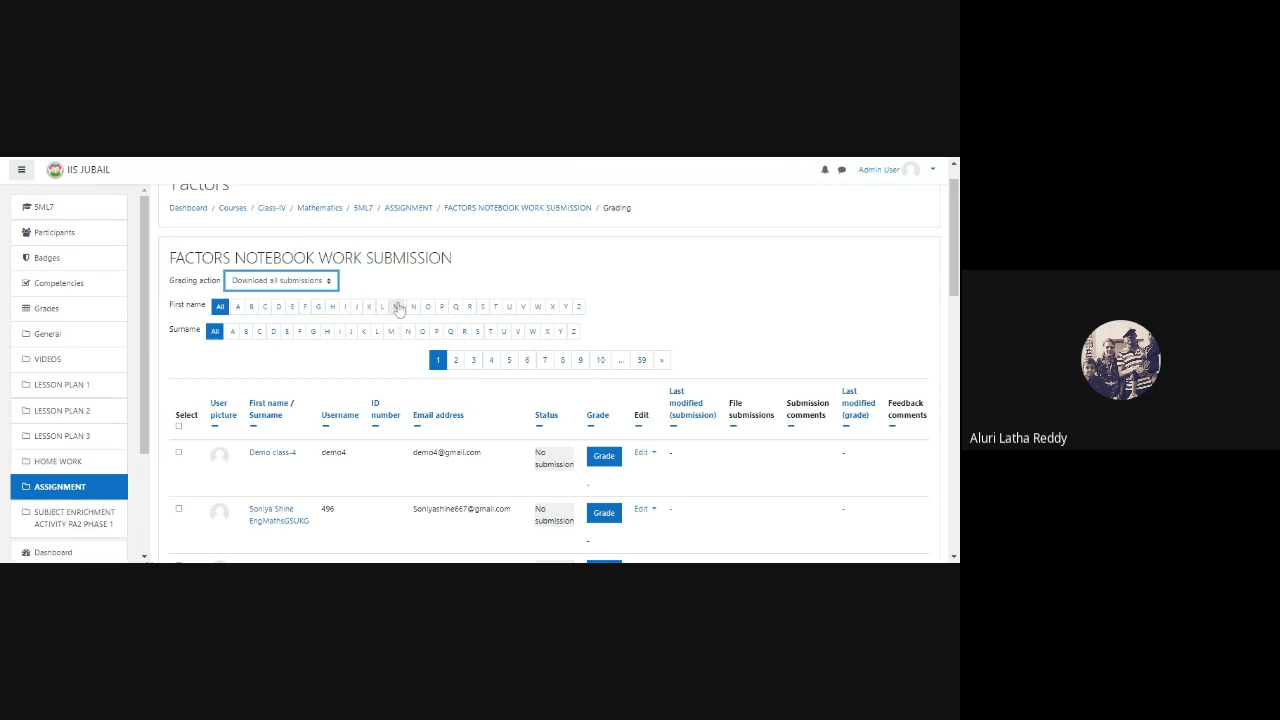 IIS JUBAIL
Admin User
5ML7
Participants
Badges
Competencies
Grades
General
VIDEOS
LESSON PLAN 1
LESSON PLAN 2
LESSON PLAN 3
HOME WORK
ASSIGNMENT
SUBJECT ENRICHMENT
ACTIVITY PA2 PHASE 1
Dashboard
Factors
Dashboard / Courses / Class-IV / Mathematics / 5ML7 / ASSIGNMENT / FACTORS NOTEBOOK WORK SUBMISSION / Grading
FACTORS NOTEBOOK WORK SUBMISSION
Grading action Download all submissions
First name All A B C D E F G H I J K L M N O P Q R S T U V W X Y Z
Surname All A B C D E F G H I J K L M N O P Q R S T U V W X Y Z
1 2 3 4 5 6 7 8 9 10 ... 59 »
Select User picture First name / Surname Username ID number Email address Status Grade Edit Last modified (submission) File submissions Submission comments Last modified (grade) Feedback comments
Demo class-4 demo4 demo4@gmail.com No submission Grade Edit - -
-
Soniya Shine EngMathsGSUKG 496 Soniyashine667@gmail.com No submission Grade Edit - -
-
Aluri Latha Reddy